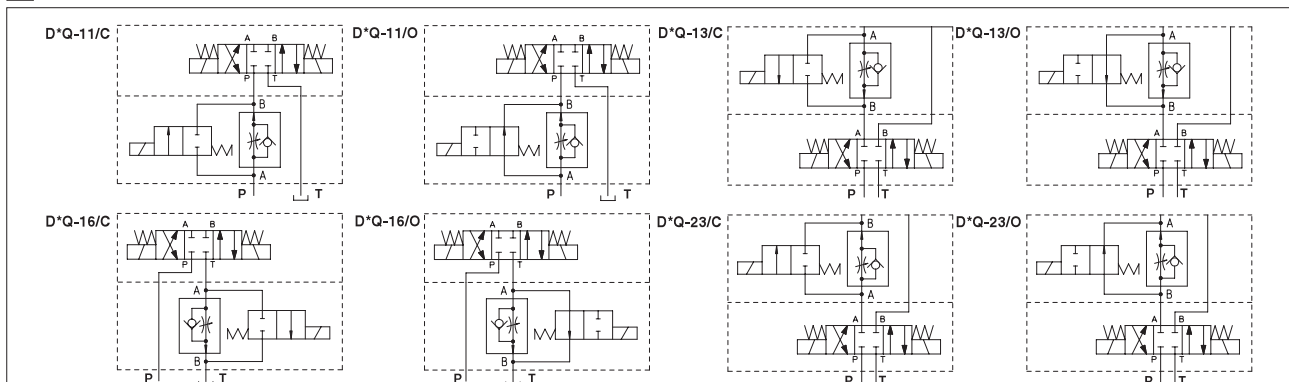 D*Q-11/C
A B
P T
B
A
P T
D*Q-11/O
A B
P T
B
A
P T
D*Q-13/C
A
B
A B
P T
P T
D*Q-13/O
A
B
A B
P T
P T
D*Q-16/C
A B
P T
A
B
P T
D*Q-16/O
A B
P T
A
B
P T
D*Q-23/C
B
A
A B
P T
P T
D*Q-23/O
A
B
A B
P T
P T